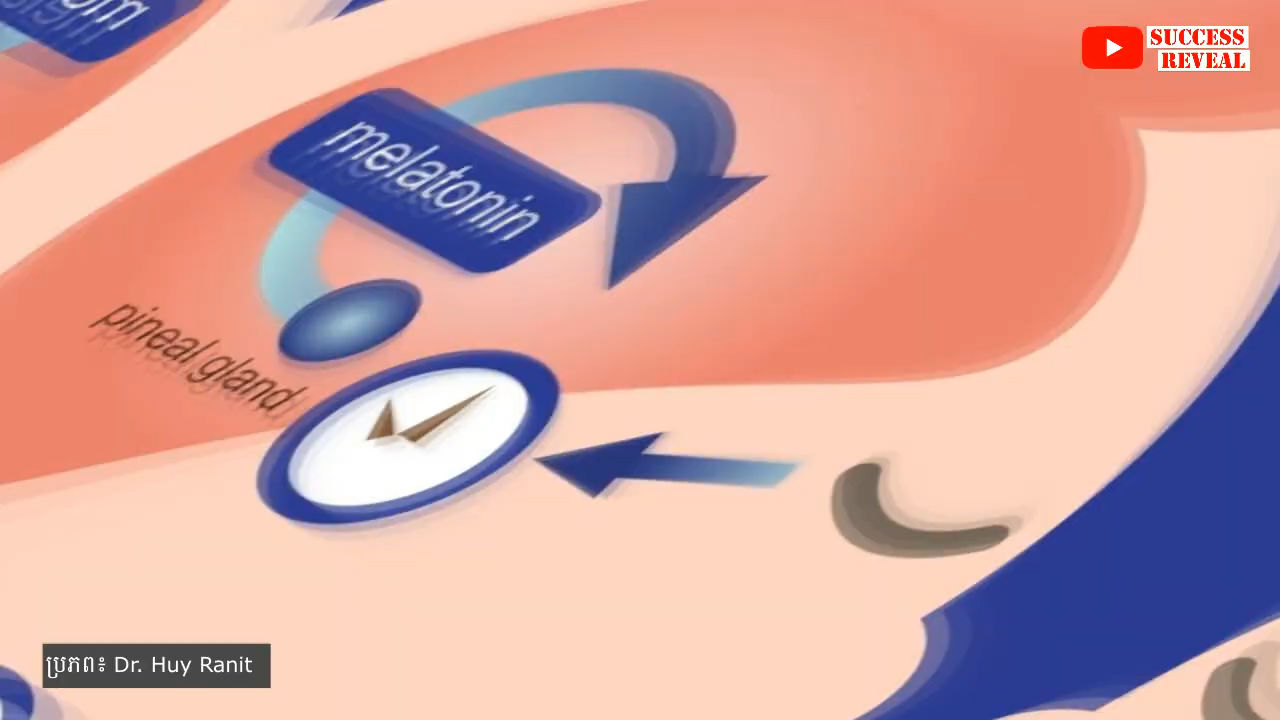 SUCCESS
REVEAL
melatonin
pineal gland
ប្រភព៖ Dr. Huy Ranit